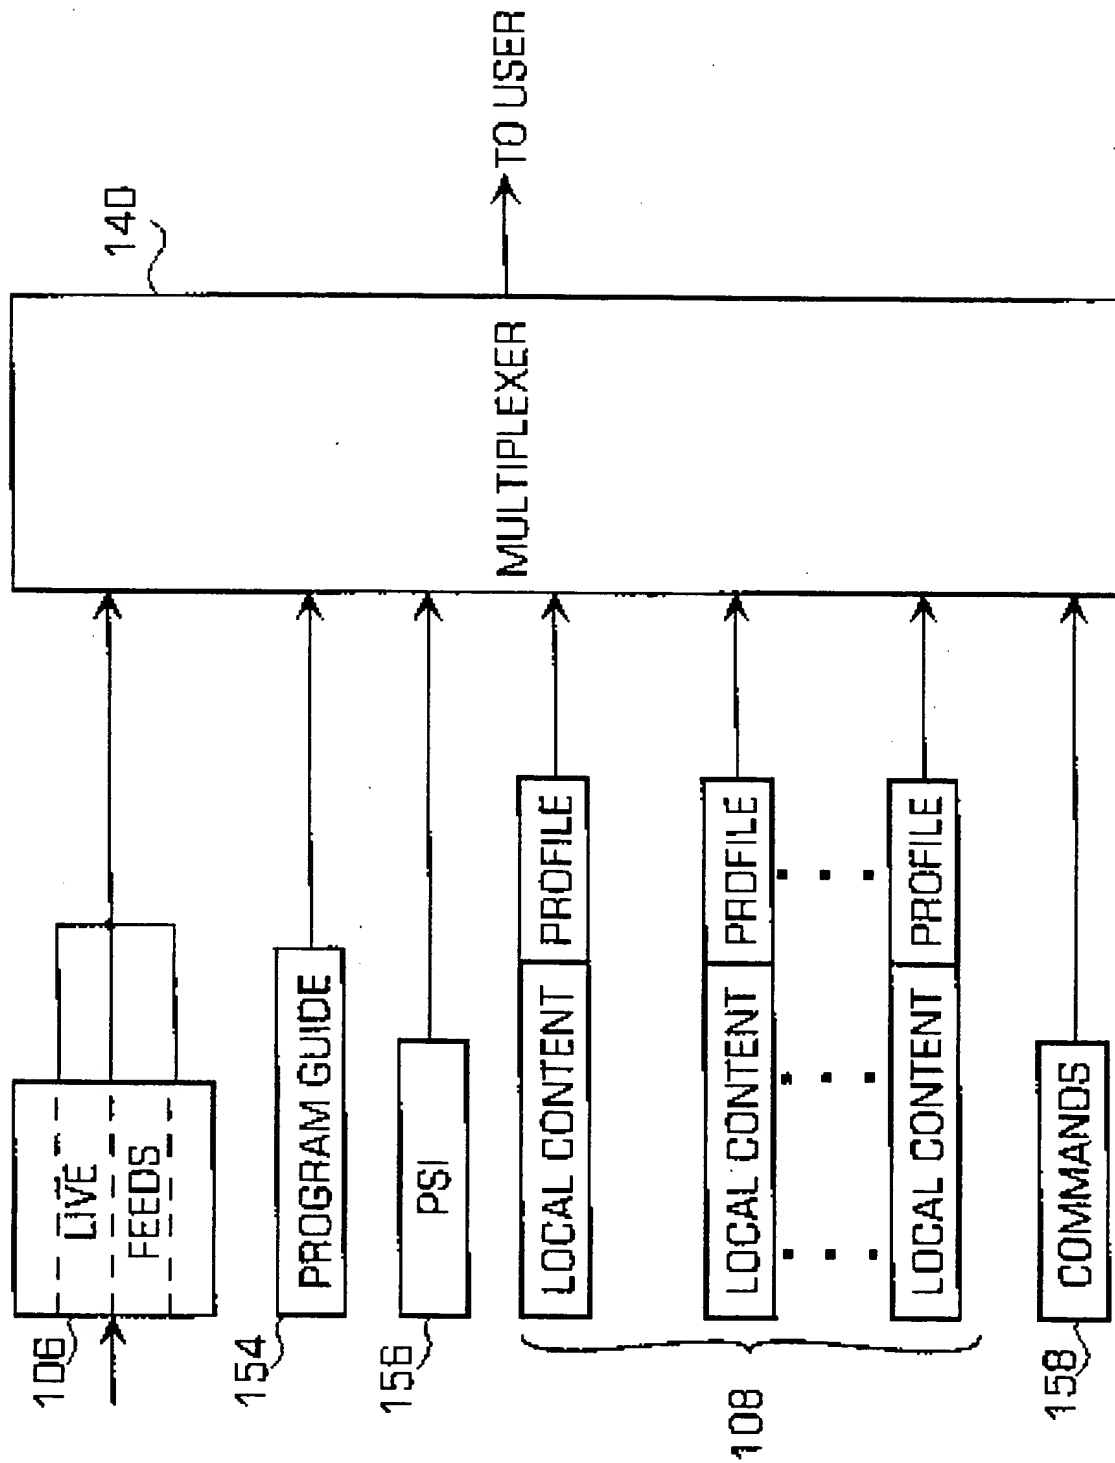 106
LIVE
FEEDS
154
PROGRAM GUIDE
156
PSI
108
LOCAL CONTENT PROFILE
LOCAL CONTENT PROFILE
LOCAL CONTENT PROFILE
158
COMMANDS
140
MULTIPLEXER
TO USER